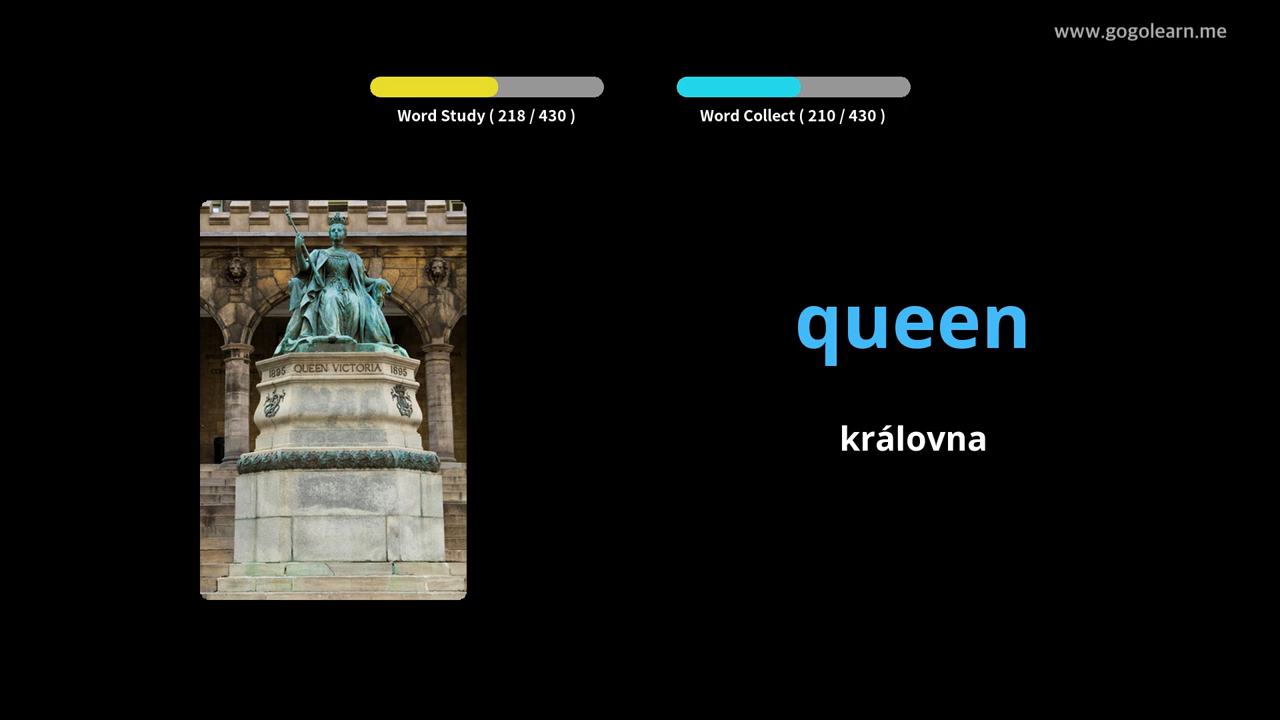 www.gogolearn.me
Word Study ( 218 / 430 )
Word Collect ( 210 / 430 )
1895 QUEEN VICTORIA 1895
queen
královna